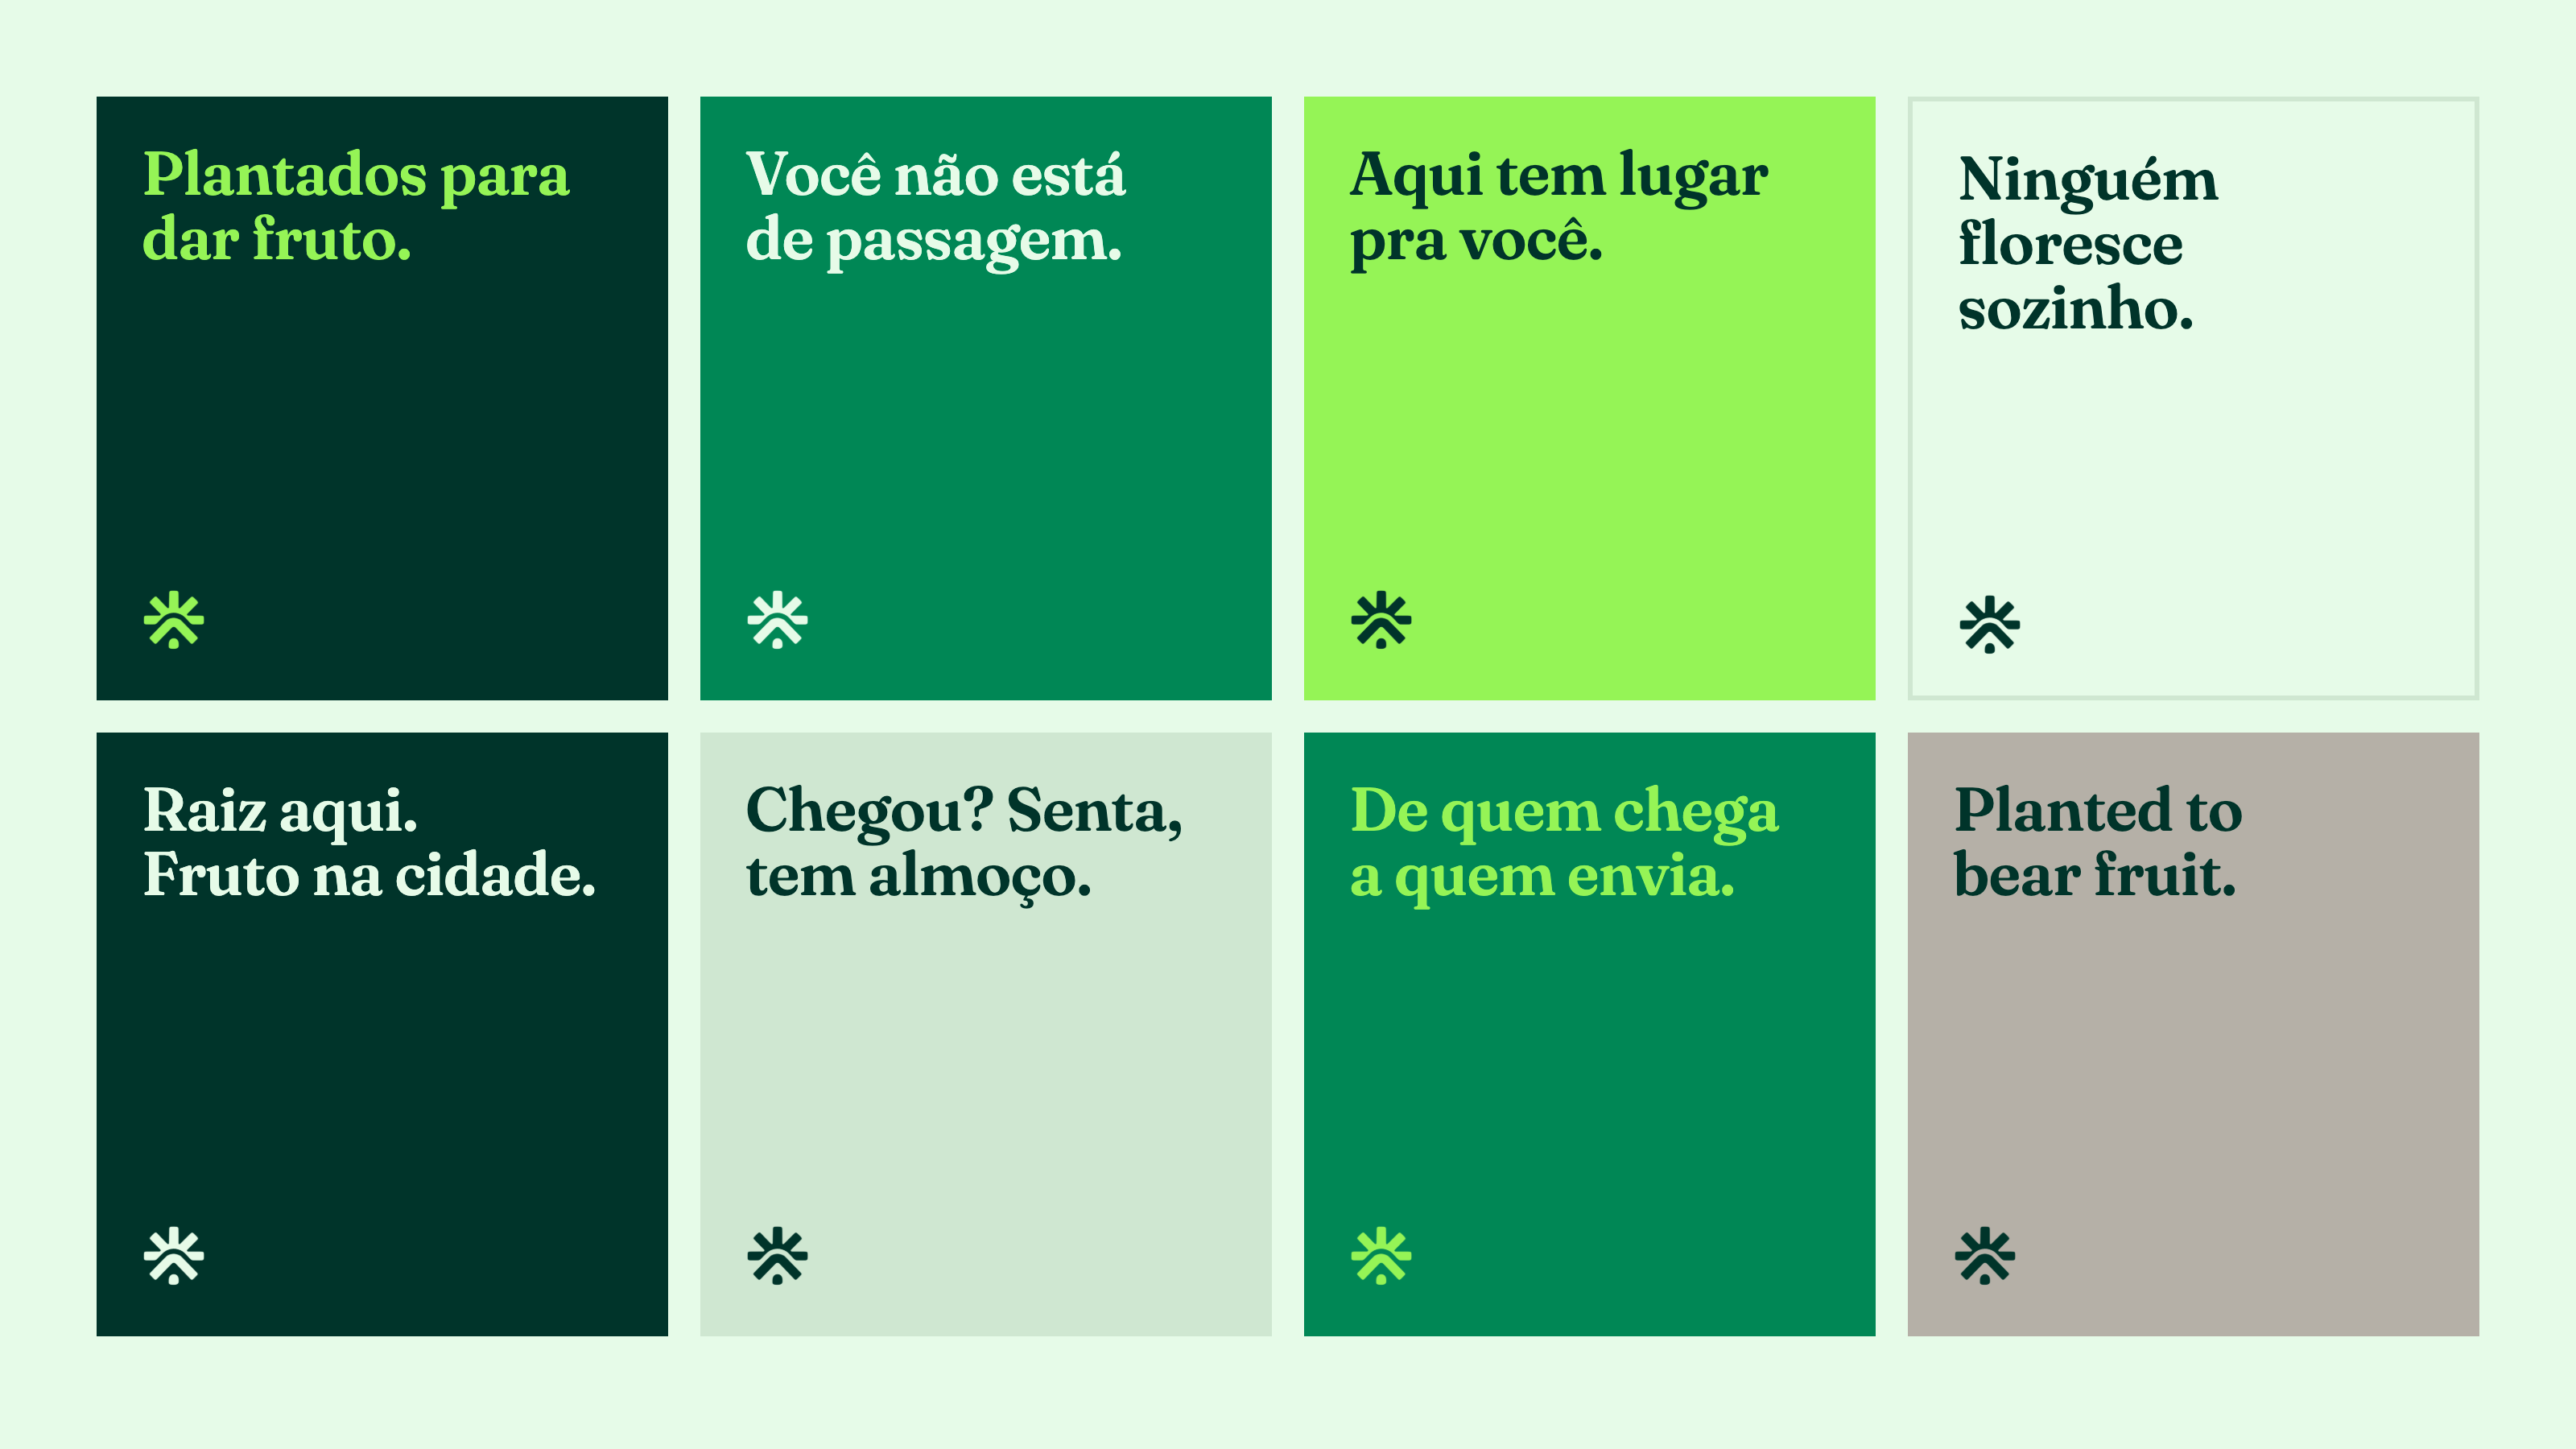 Plantados para
dar fruto.
Você não está
de passagem.
Aqui tem lugar
pra você.
Ninguém
floresce
sozinho.
Raiz aqui.
Fruto na cidade.
Chegou? Senta,
tem almoço.
De quem chega
a quem envia.
Planted to
bear fruit.